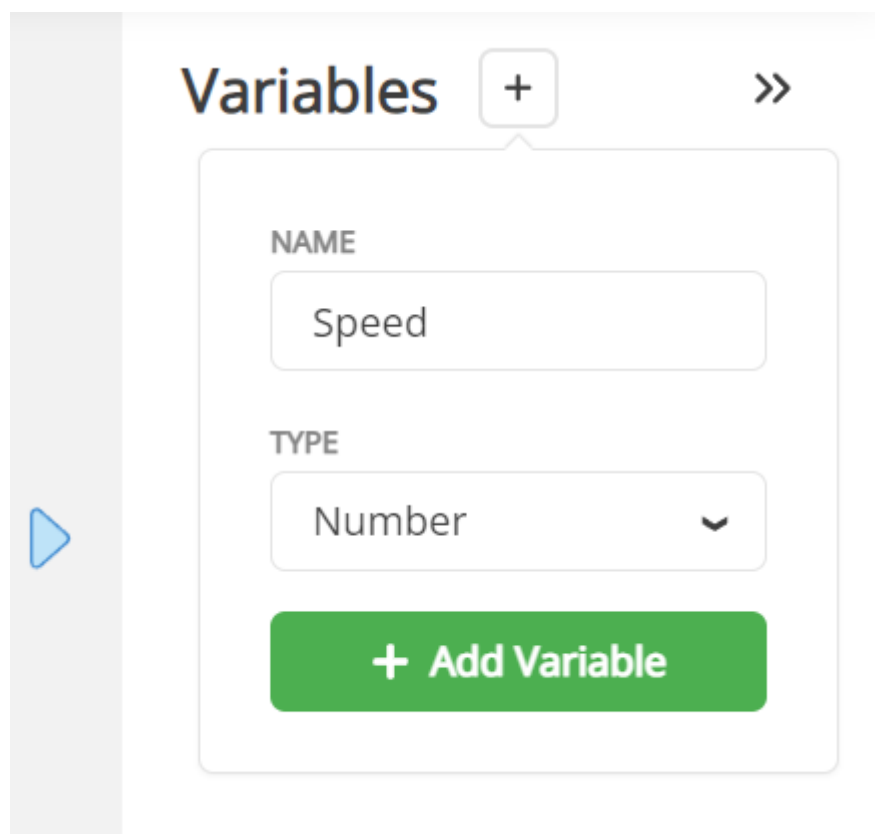 Variables + »
NAME
Speed
TYPE
Number
+ Add Variable